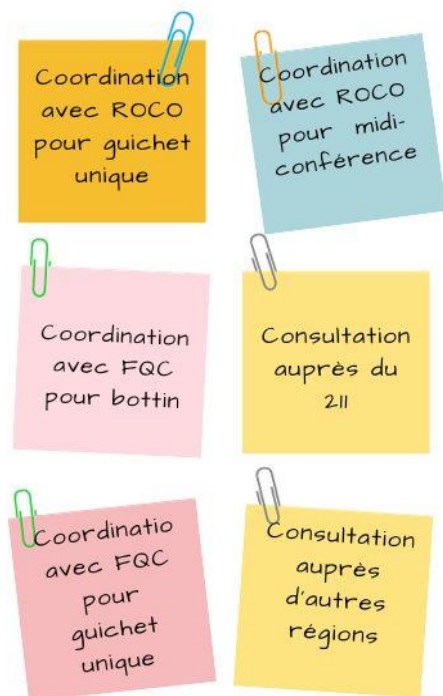 Coordination
avec ROCO
pour guichet
unique
Coordination
avec ROCO
pour midi-
conférence
Coordination
avec FQC
pour bottin
Consultation
auprès du
211
Coordinatio
avec FQC
pour
guichet
unique
Consultation
auprès
d'autres
régions